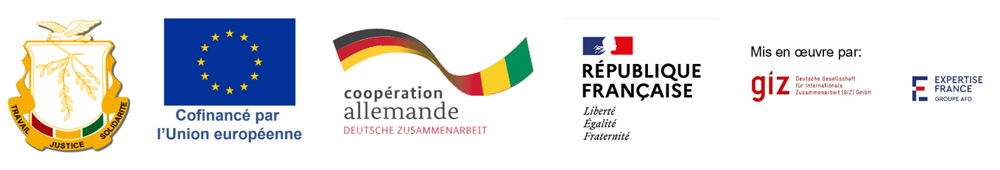 TRAVAIL
JUSTICE
SOLIDARITE
Cofinancé par
l’Union européenne
coopération
allemande
DEUTSCHE ZUSAMMENARBEIT
RÉPUBLIQUE
FRANÇAISE
Liberté
Égalité
Fraternité
Mis en œuvre par:
giz
Deutsche Gesellschaft
für Internationale
Zusammenarbeit (GIZ) GmbH
EXPERTISE
FRANCE
GROUPE AFD